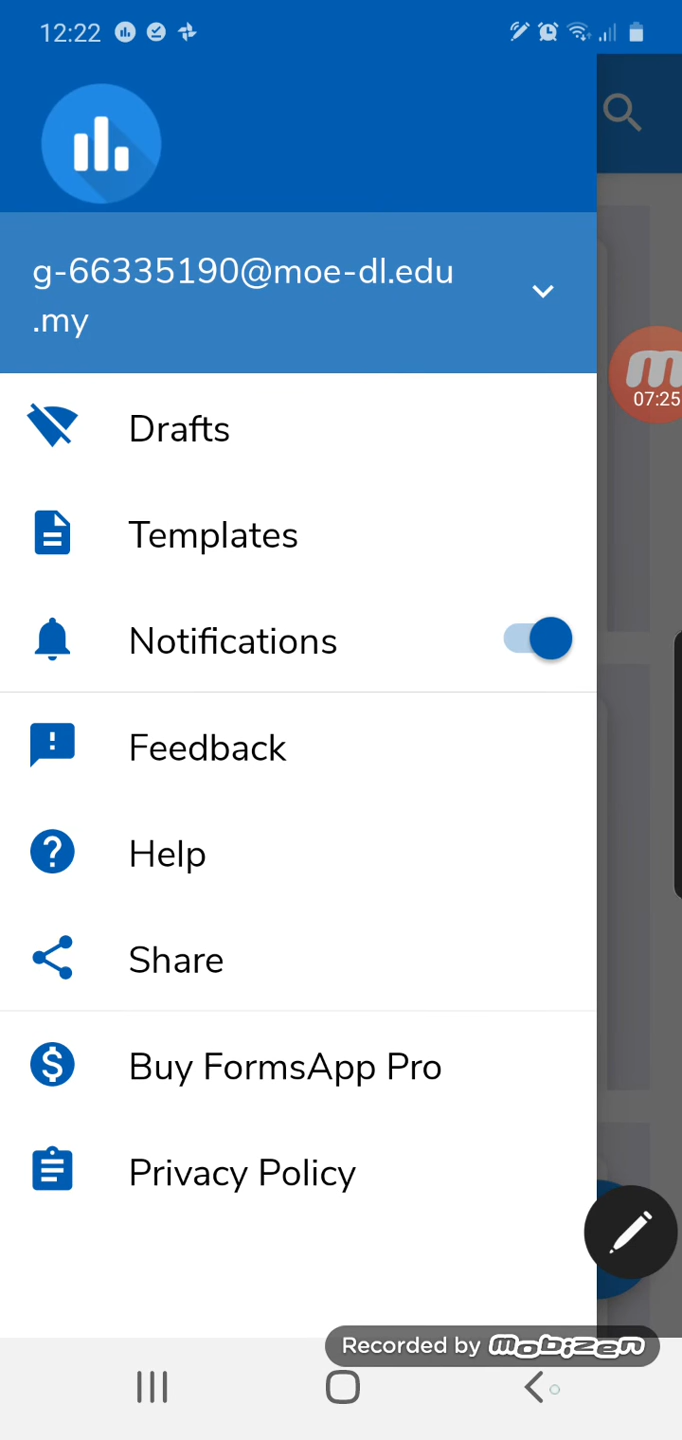 12:22
g-66335190@moe-dl.edu
.my
07:25
Drafts
Templates
Notifications
Feedback
Help
Share
Buy FormsApp Pro
Privacy Policy
Recorded by mobizen